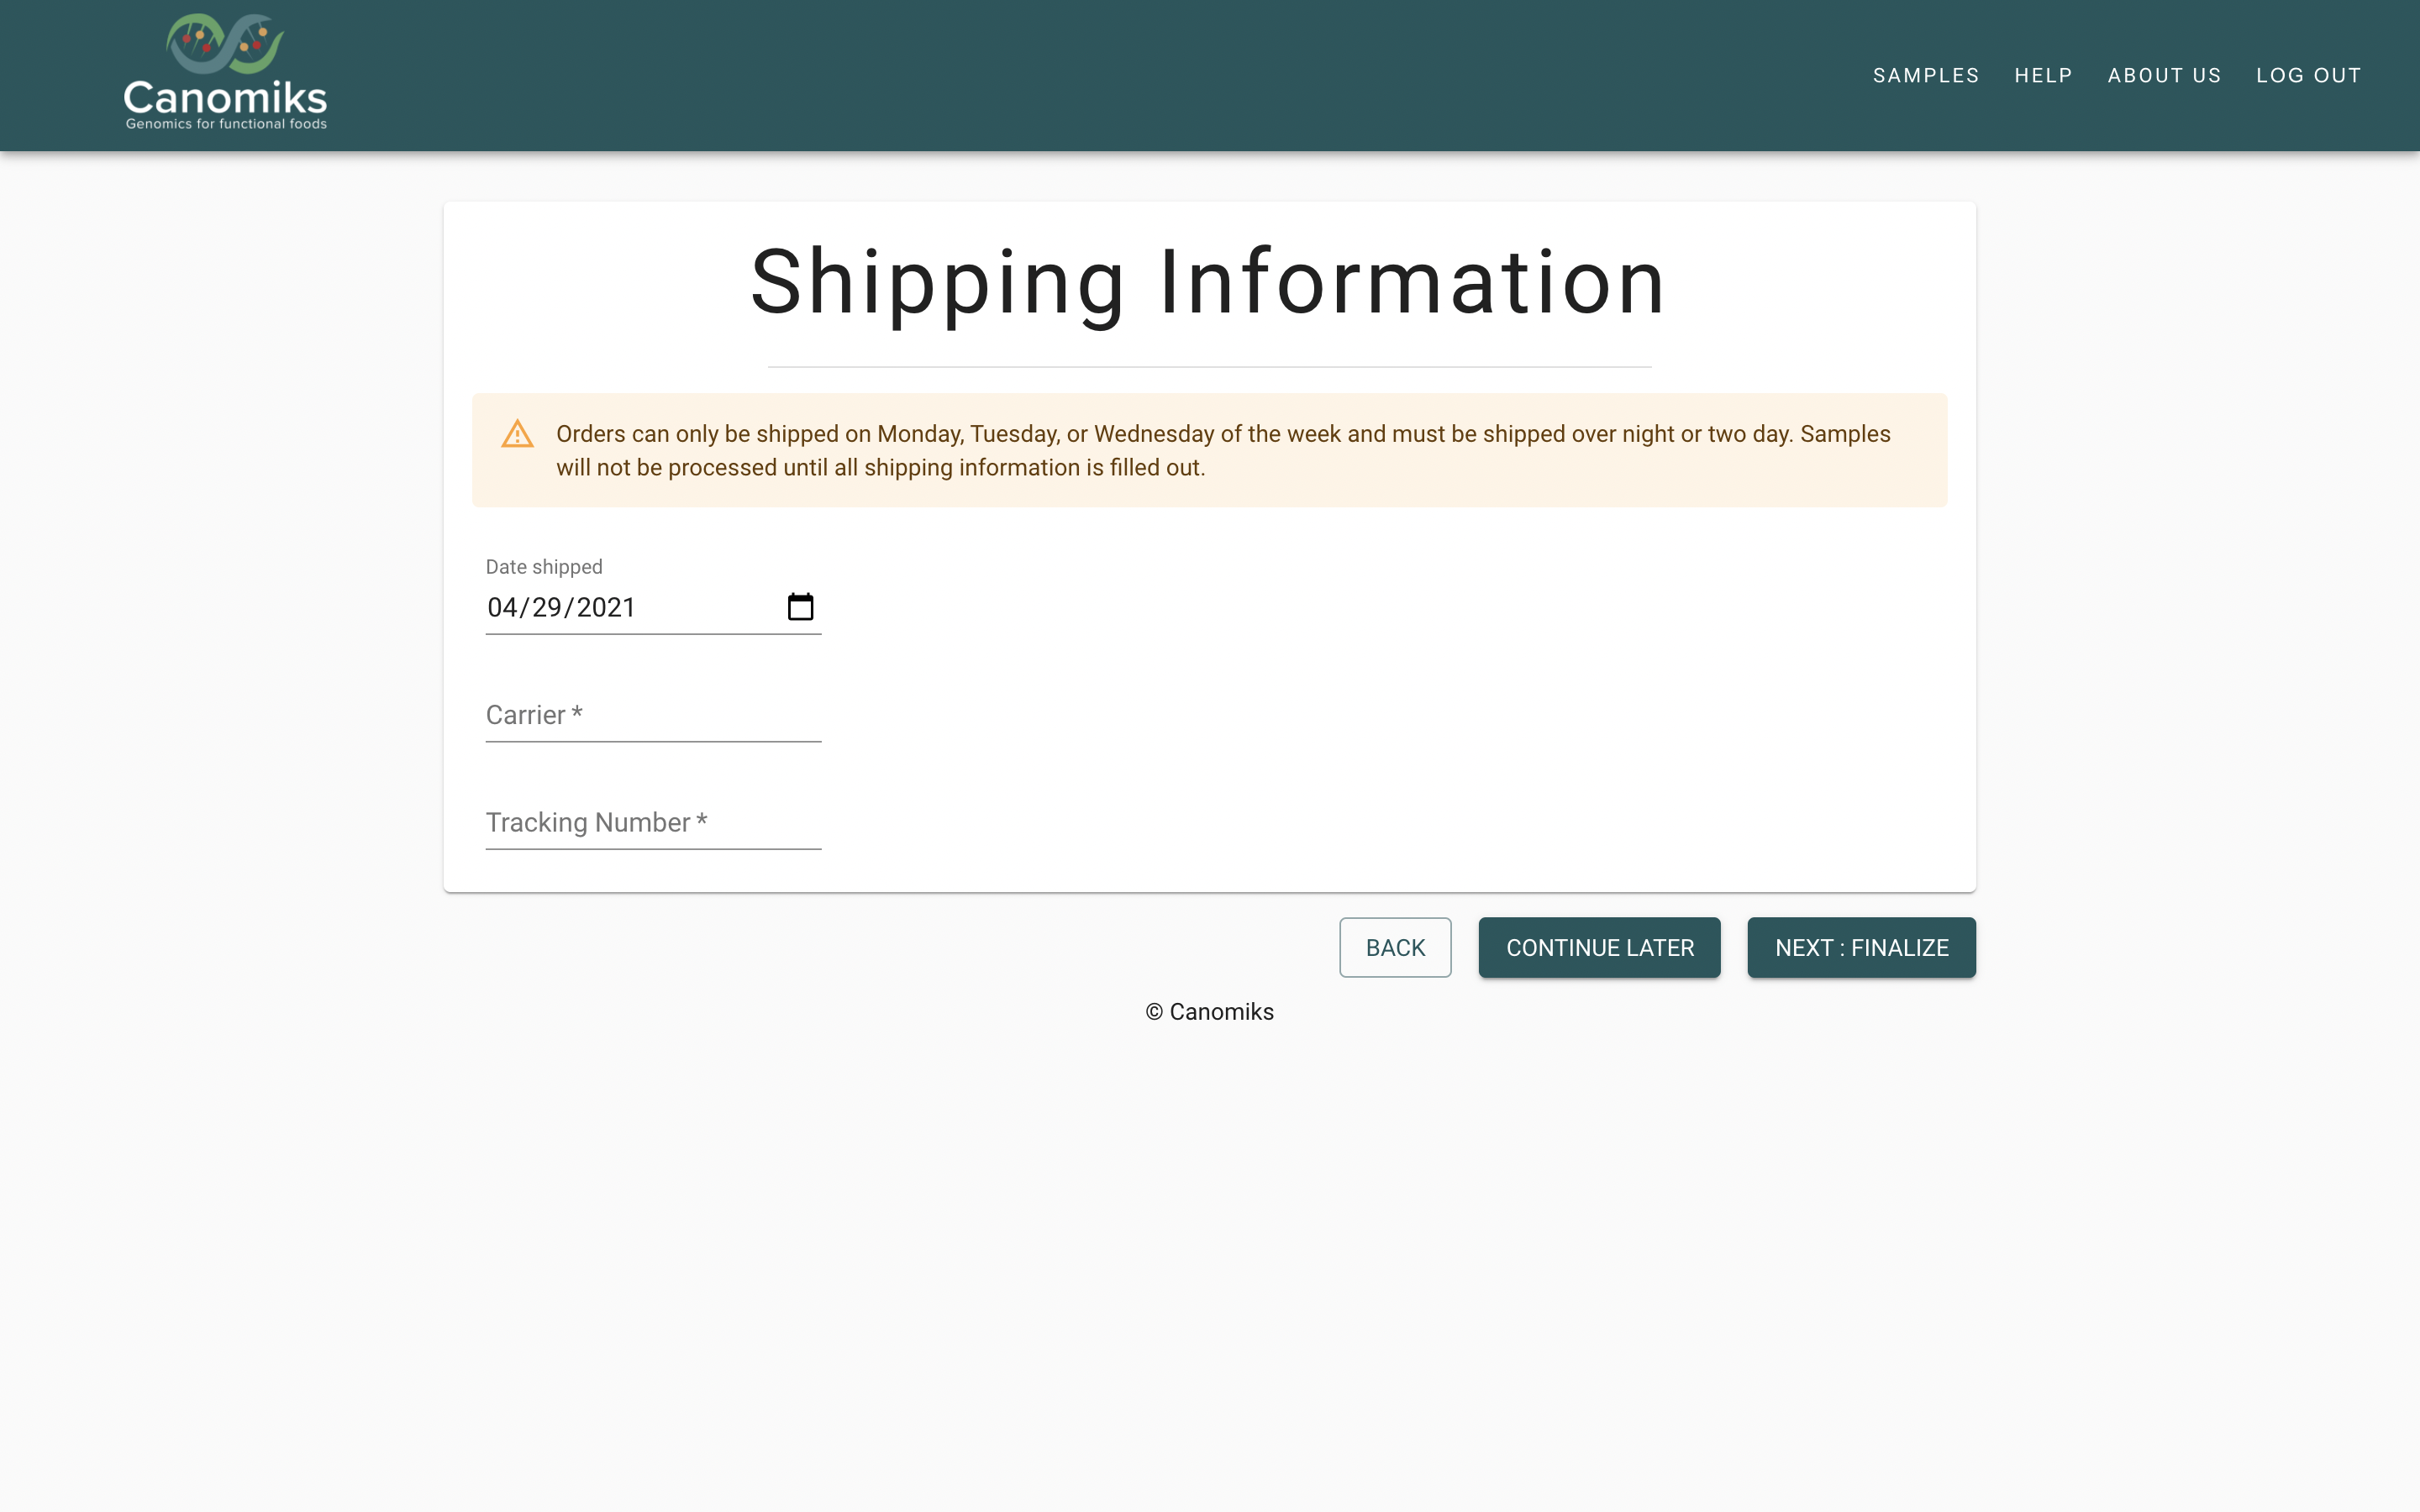 Canomiks
Genomics for functional foods
SAMPLES
HELP
ABOUT US
LOG OUT
Shipping Information
Orders can only be shipped on Monday, Tuesday, or Wednesday of the week and must be shipped over night or two day. Samples
will not be processed until all shipping information is filled out.
Date shipped
04/29/2021
Carrier *
Tracking Number *
BACK
CONTINUE LATER
NEXT : FINALIZE
© Canomiks